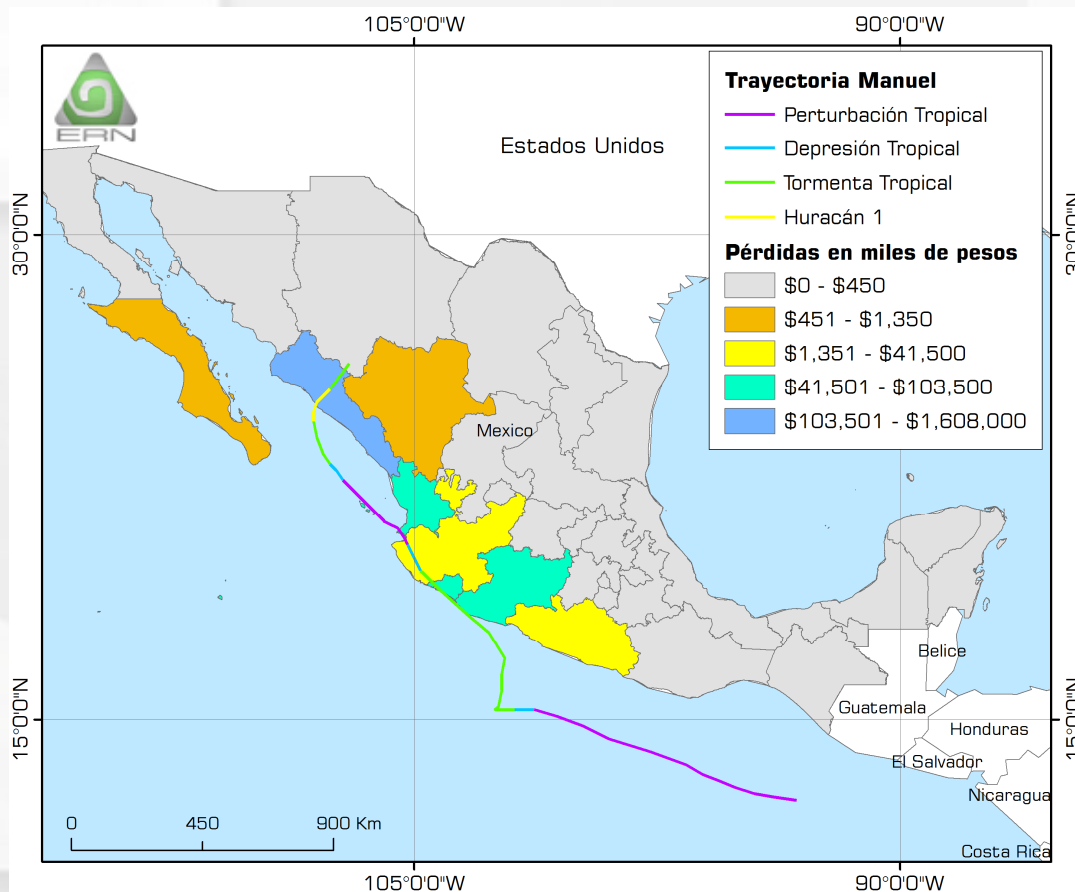 105°0'0"W
90°0'0"W
ERN
Estados Unidos
Trayectoria Manuel
Perturbación Tropical
Depresión Tropical
Tormenta Tropical
Huracán 1
Pérdidas en miles de pesos
$0 - $450
$451 - $1,350
$1,351 - $41,500
$41,501 - $103,500
$103,501 - $1,608,000
30°0'0"N
30°0'0"N
Mexico
Belice
Guatemala
Honduras
El Salvador
Nicaragua
Costa Rica
15°0'0"N
15°0'0"N
0 450 900 Km
105°0'0"W
90°0'0"W